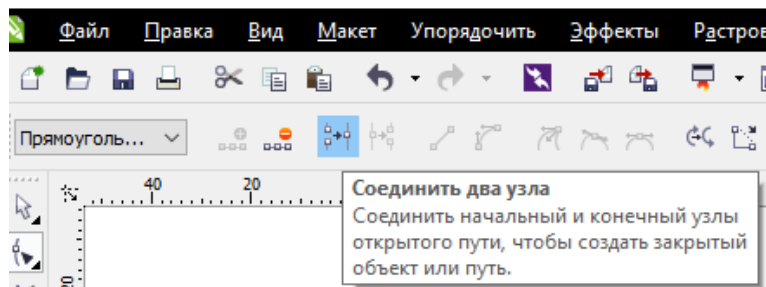 Файл Правка Вид Макет Упорядочить Эффекты Растров
Прямоуголь...
40 20
Соединить два узла
Соединить начальный и конечный узлы
открытого пути, чтобы создать закрытый
объект или путь.